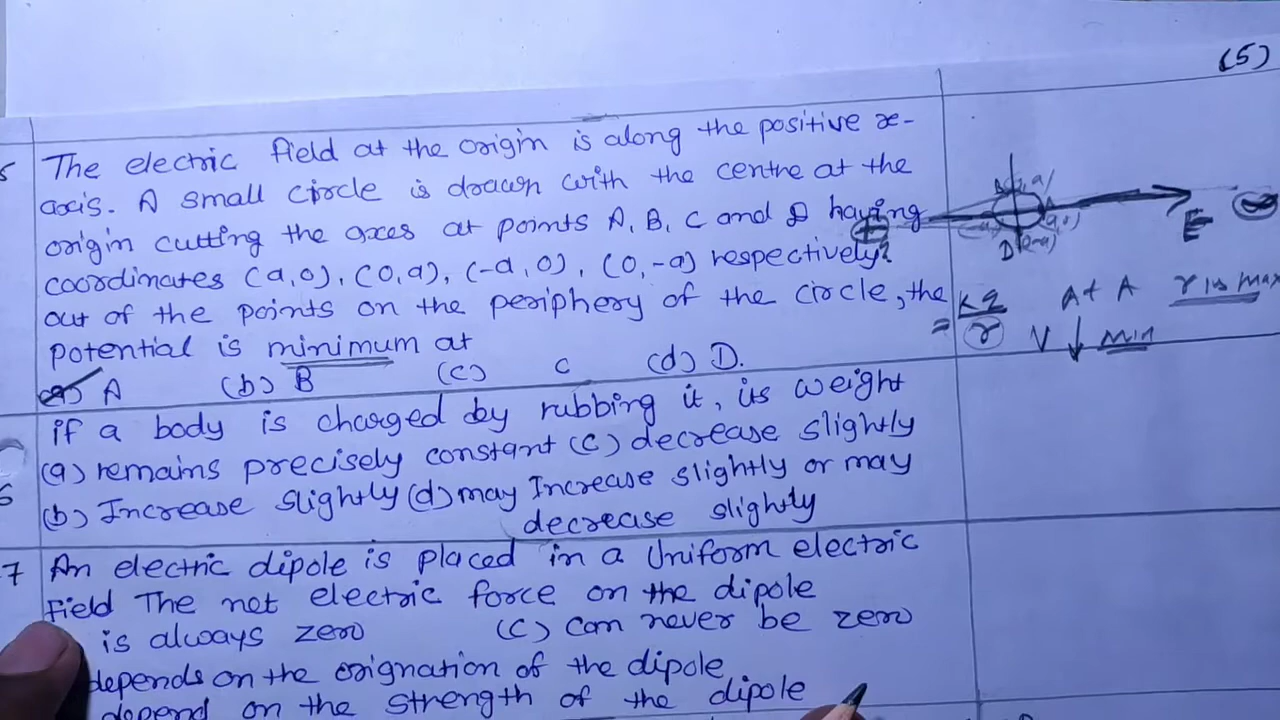 (5)
The electric field at the origin is along the positive x-
axis. A small circle is drawn with the centre at the
origin cutting the axes at points A, B, C and D having
coordinates (a,0), (0,a), (-a,0), (0,-a) respectively?
out of the points on the periphery of the circle, the
potential is minimum at
(a) A (b) B (c) C (d) D.
E
D
= Kq/r
At A r is max
V ↓ min
6
if a body is charged by rubbing it, its weight
(a) remains precisely constant (c) decrease slightly
(b) Increase slightly (d) may Increase slightly or may
decrease slightly
7
An electric dipole is placed in a Uniform electric
field The net electric force on the dipole
is always zero (c) can never be zero
depends on the orignation of the dipole
depend on the strength of the dipole